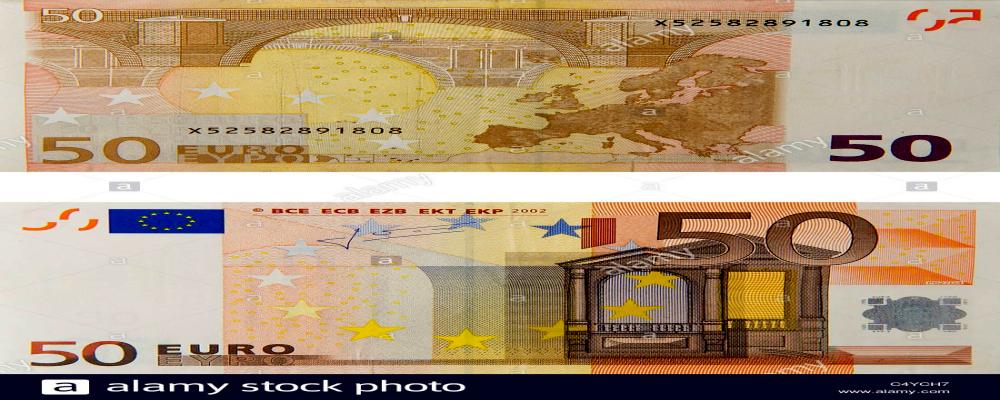 50
X52582891808
X52582891808
50 EURO
ΕΥΡΩ
50
© BCE ECB EZB EKT EKP 2002
50
50 EURO
ΕΥΡΩ
a alamy stock photo
C4YCH7
www.alamy.com